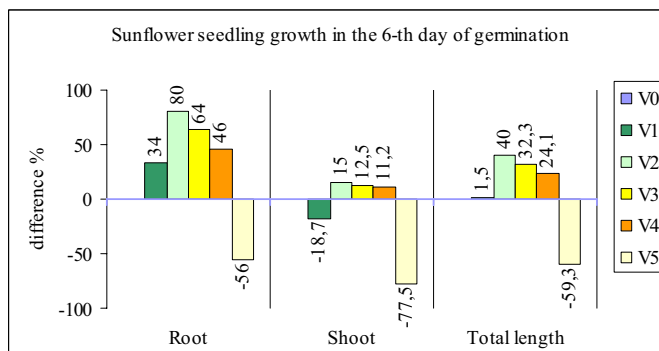 Sunflower seedling growth in the 6-th day of germination
difference %
100
50
0
-50
-100
34
80
64
46
-56
-18,7
15
12,5
11,2
-77,5
1,5
40
32,3
24,1
-59,3
Root
Shoot
Total length
V0
V1
V2
V3
V4
V5